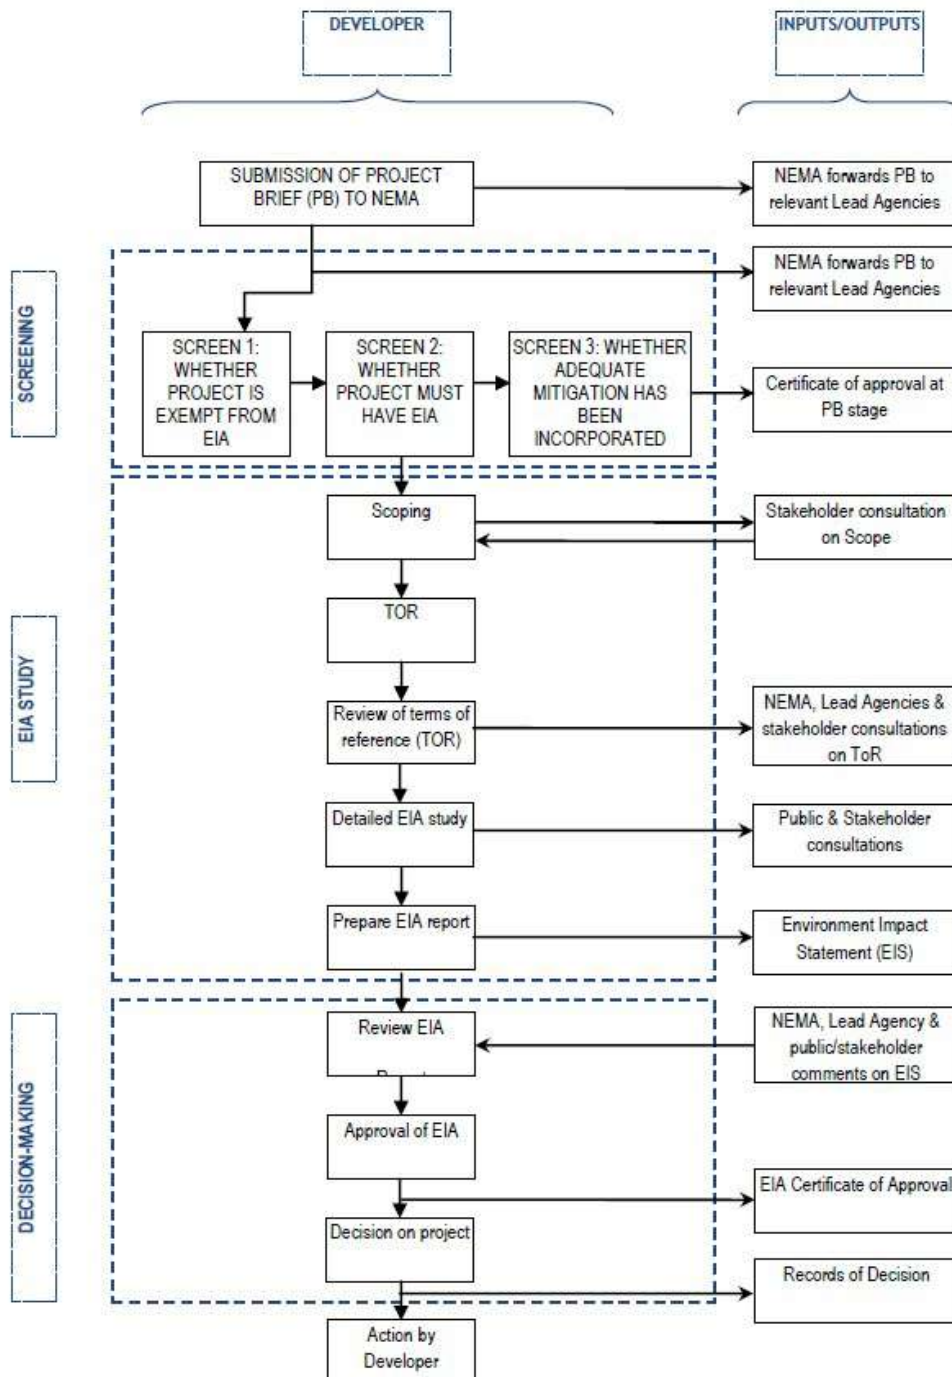 DEVELOPER
INPUTS/OUTPUTS
SUBMISSION OF PROJECT
BRIEF (PB) TO NEMA
NEMA forwards PB to
relevant Lead Agencies
NEMA forwards PB to
relevant Lead Agencies
SCREENING
SCREEN 1:
WHETHER
PROJECT IS
EXEMPT FROM
EIA
SCREEN 2:
WHETHER
PROJECT MUST
HAVE EIA
SCREEN 3: WHETHER
ADEQUATE
MITIGATION HAS
BEEN
INCORPORATED
Certificate of approval at
PB stage
EIA STUDY
Scoping
Stakeholder consultation
on Scope
TOR
Review of terms of
reference (TOR)
NEMA, Lead Agencies &
stakeholder consultations
on ToR
Detailed EIA study
Public & Stakeholder
consultations
Prepare EIA report
Environment Impact
Statement (EIS)
DECISION-MAKING
Review EIA
NEMA, Lead Agency &
public/stakeholder
comments on EIS
Approval of EIA
EIA Certificate of Approval
Decision on project
Records of Decision
Action by
Developer